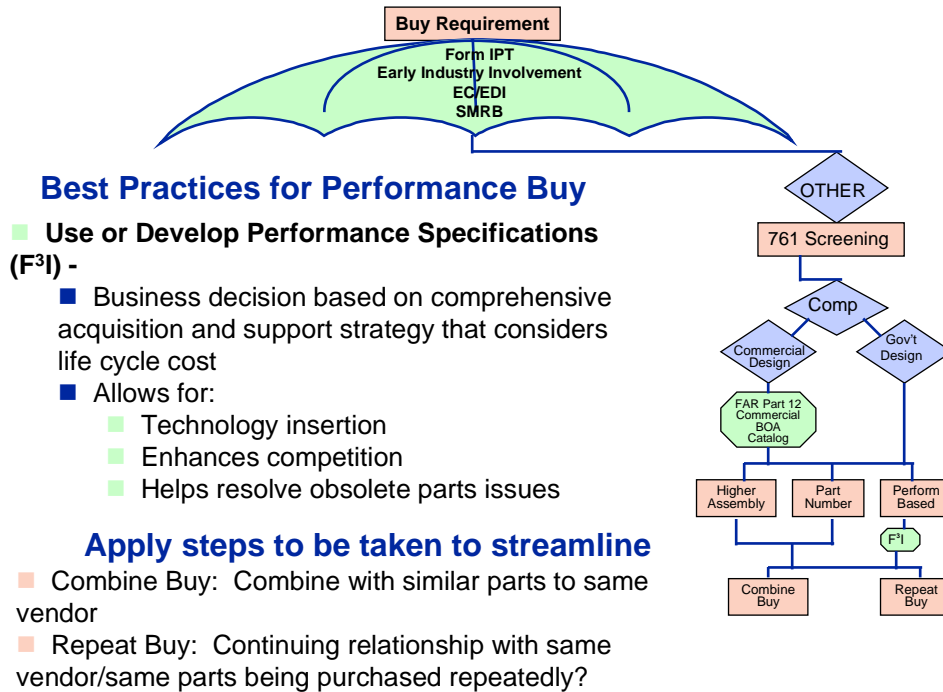 Buy Requirement
Form IPT
Early Industry Involvement
EC/EDI
SMRB
Best Practices for Performance Buy
Use or Develop Performance Specifications
(F³I) -
Business decision based on comprehensive
acquisition and support strategy that considers
life cycle cost
Allows for:
Technology insertion
Enhances competition
Helps resolve obsolete parts issues
Apply steps to be taken to streamline
Combine Buy:  Combine with similar parts to same
vendor
Repeat Buy:  Continuing relationship with same
vendor/same parts being purchased repeatedly?
OTHER
761 Screening
Comp
Commercial
Design
Gov't
Design
FAR Part 12
Commercial
BOA
Catalog
Higher
Assembly
Part
Number
Perform
Based
F³I
Combine
Buy
Repeat
Buy